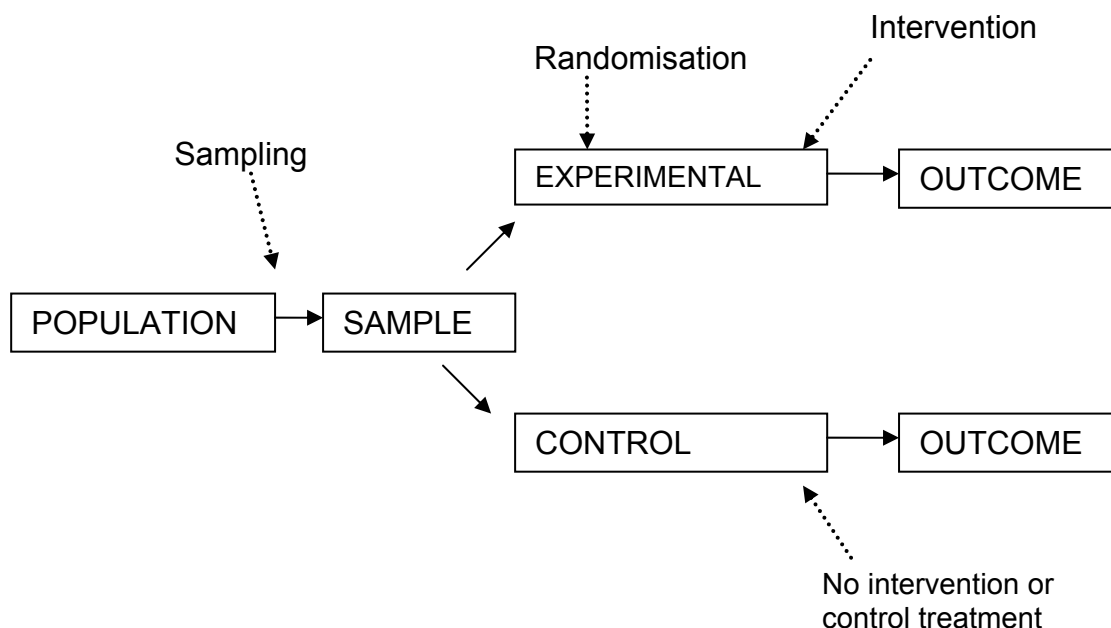 Intervention
Randomisation
Sampling
EXPERIMENTAL
OUTCOME
POPULATION
SAMPLE
CONTROL
OUTCOME
No intervention or
control treatment